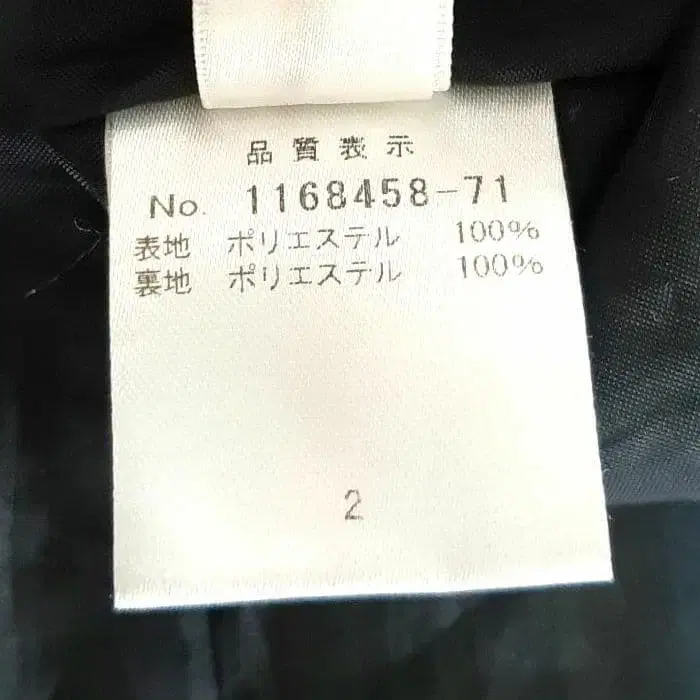 品質表示
No. 1168458-71
表地 ポリエステル 100%
裏地 ポリエステル 100%
2